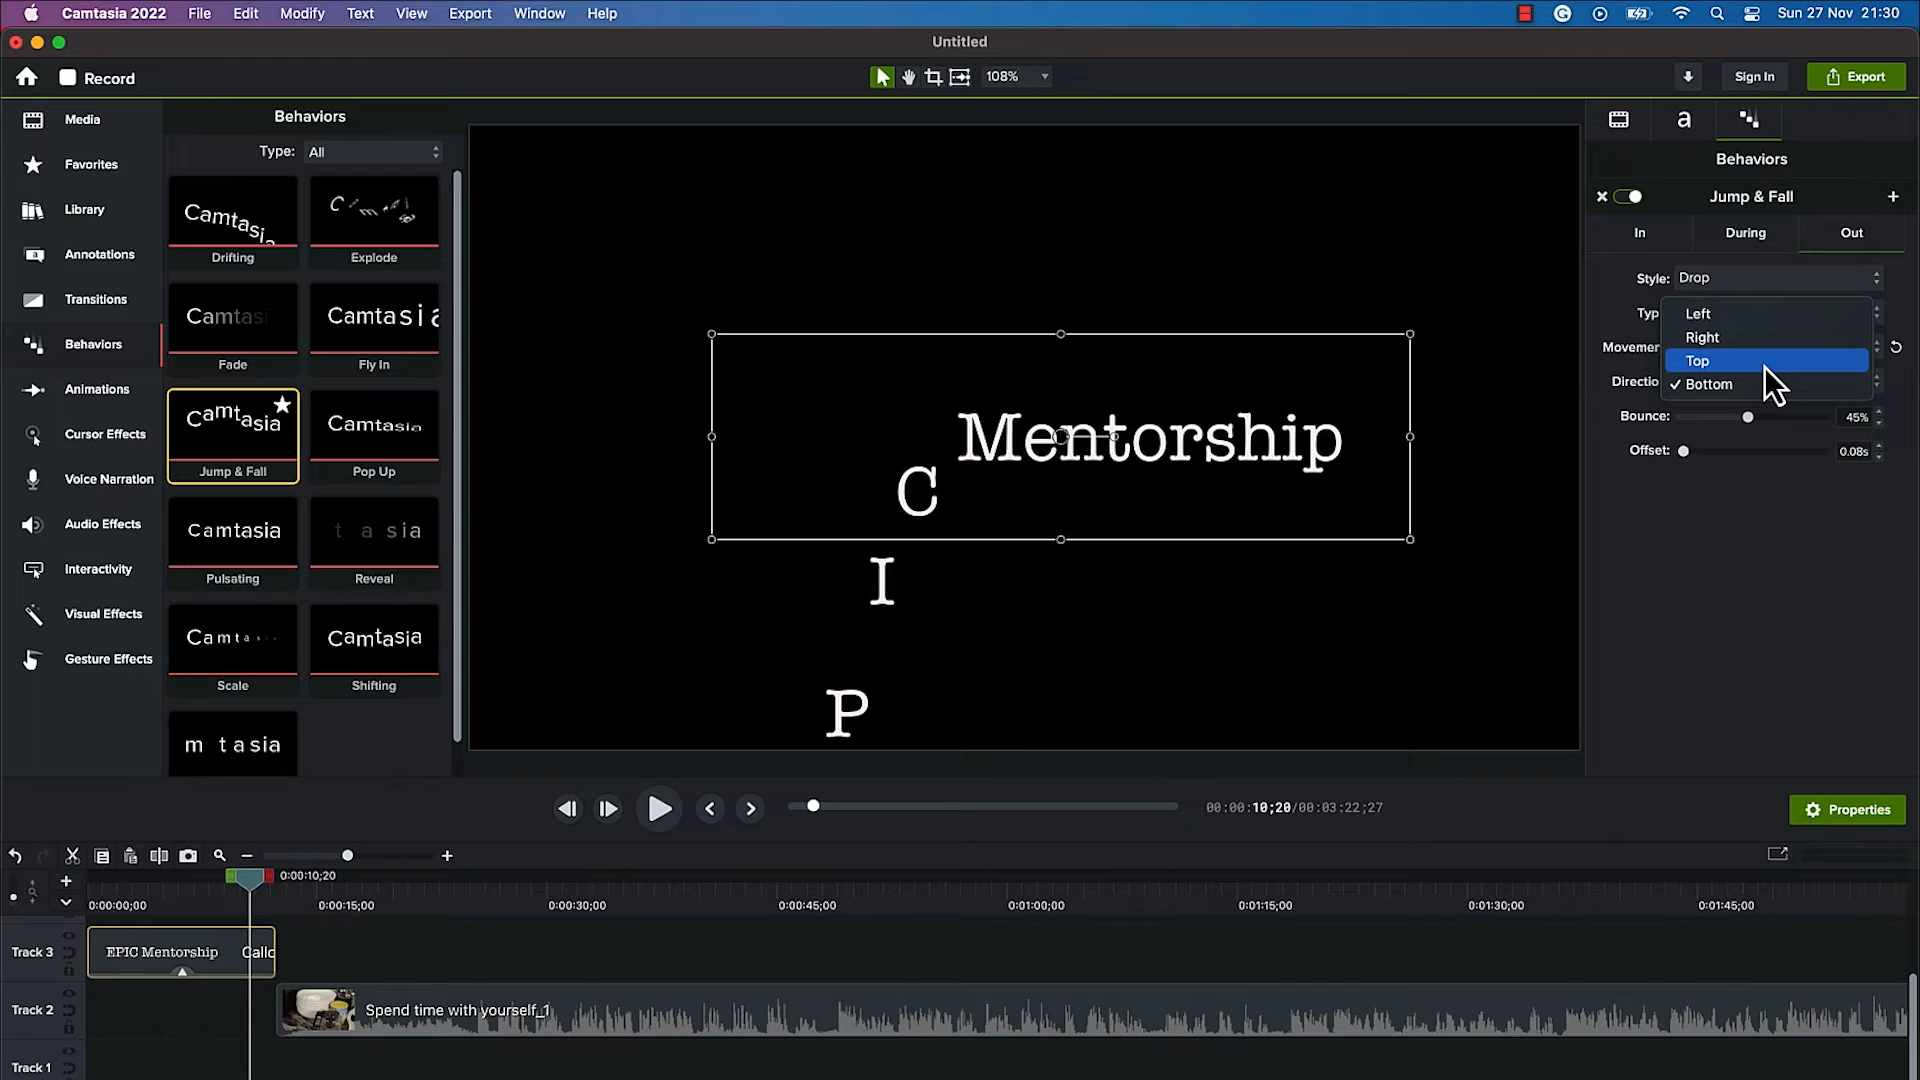 Camtasia 2022 File Edit Modify Text View Export Window Help Sun 27 Nov 21:30
Untitled
Record 108% Sign In Export
Media
Favorites
Library
Annotations
Transitions
Behaviors
Animations
Cursor Effects
Voice Narration
Audio Effects
Interactivity
Visual Effects
Gesture Effects
Behaviors
Type: All
Camtasia
Drifting
Explode
Camtas
Fade
Camtasia
Fly In
Camtasia
Jump & Fall
Camtasia
Pop Up
Camtasia
Pulsating
t a sia
Reveal
Camta
Scale
Camtasia
Shifting
m t a sia
Mentorship
C
I
P
a
Behaviors
Jump & Fall
In During Out
Style: Drop
Typ
Movemer
Directio
Left
Right
Top
✓ Bottom
Bounce: 45%
Offset: 0.08s
00:00:10;20/00:03:22;27
Properties
0:00:10;20
0:00:00;00 0:00:15;00 0:00:30;00 0:00:45;00 0:01:00;00 0:01:15;00 0:01:30;00 0:01:45;00
Track 3 EPIC Mentorship Callo
Track 2 Spend time with yourself_1
Track 1